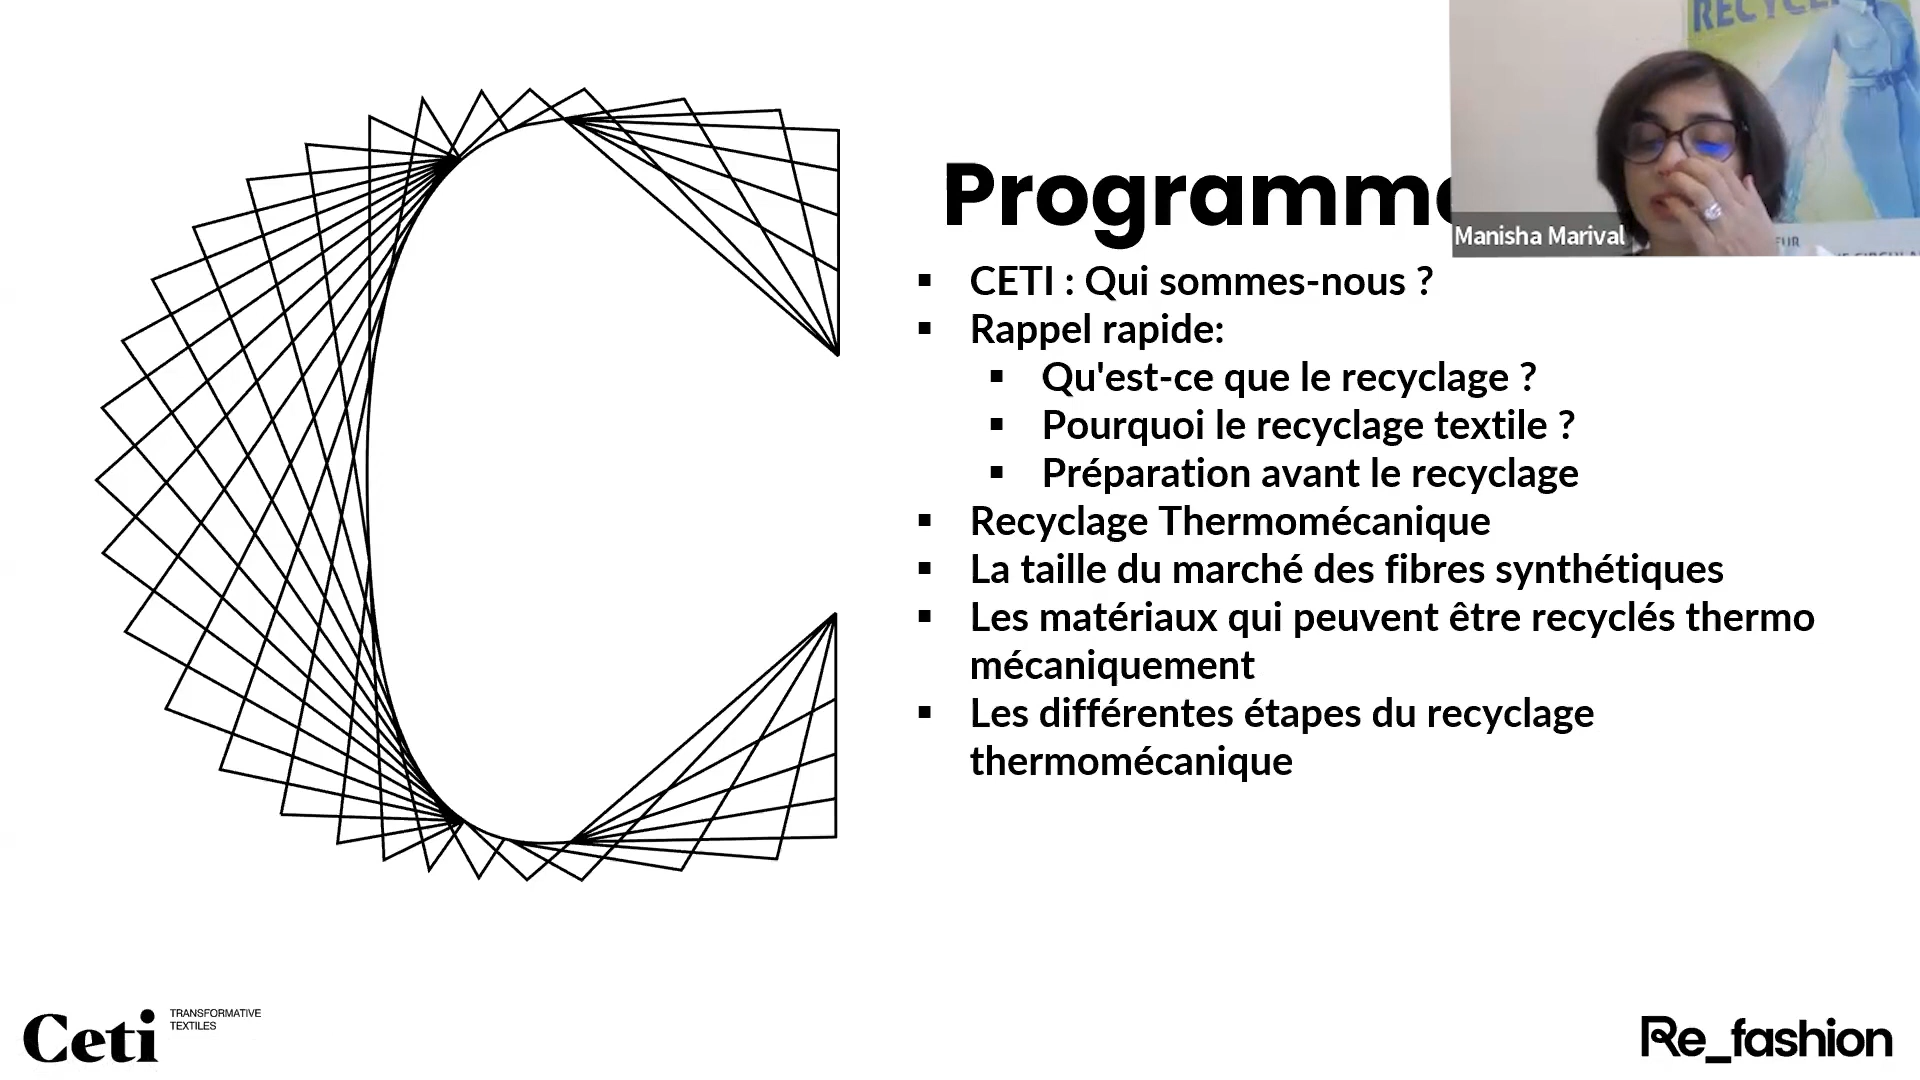 RECYCL
Programme
Manisha Marival
▪ CETI : Qui sommes-nous ?
▪ Rappel rapide:
▪ Qu'est-ce que le recyclage ?
▪ Pourquoi le recyclage textile ?
▪ Préparation avant le recyclage
▪ Recyclage Thermomécanique
▪ La taille du marché des fibres synthétiques
▪ Les matériaux qui peuvent être recyclés thermo
mécaniquement
▪ Les différentes étapes du recyclage
thermomécanique
Ceti TRANSFORMATIVE
TEXTILES
Re_fashion